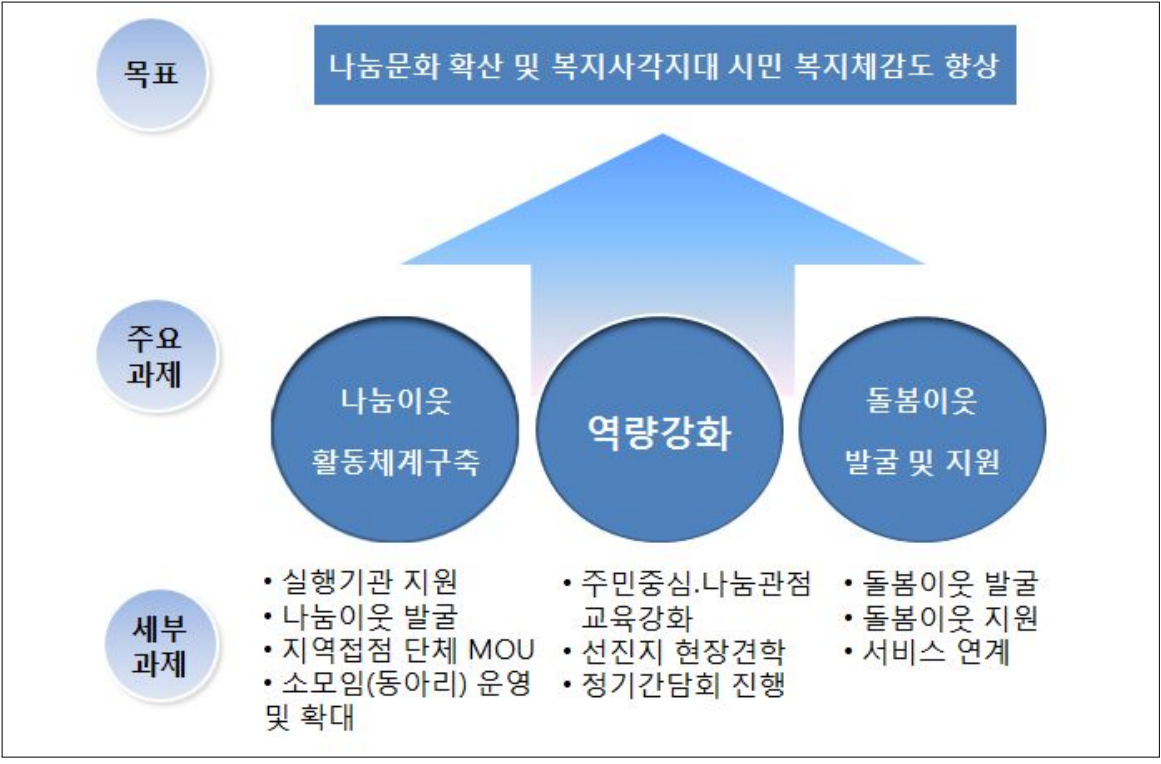 목표
나눔문화 확산 및 복지사각지대 시민 복지체감도 향상
주요
과제
나눔이웃
활동체계구축
역량강화
돌봄이웃
발굴 및 지원
세부
과제
• 실행기관 지원
• 나눔이웃 발굴
• 지역접점 단체 MOU
• 소모임(동아리) 운영
및 확대
• 주민중심.나눔관점
교육강화
• 선진지 현장견학
• 정기간담회 진행
• 돌봄이웃 발굴
• 돌봄이웃 지원
• 서비스 연계